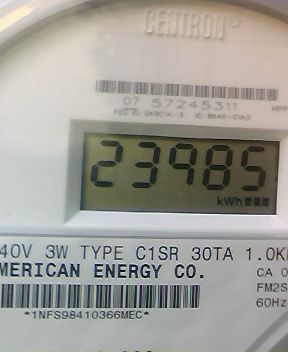 CENTRON®
07 57245311
23985
kWh
40V 3W TYPE C1SR 30TA 1.0K
MERICAN ENERGY CO.
CA 0
FM2S
60Hz
*1NFS98410366MEC*